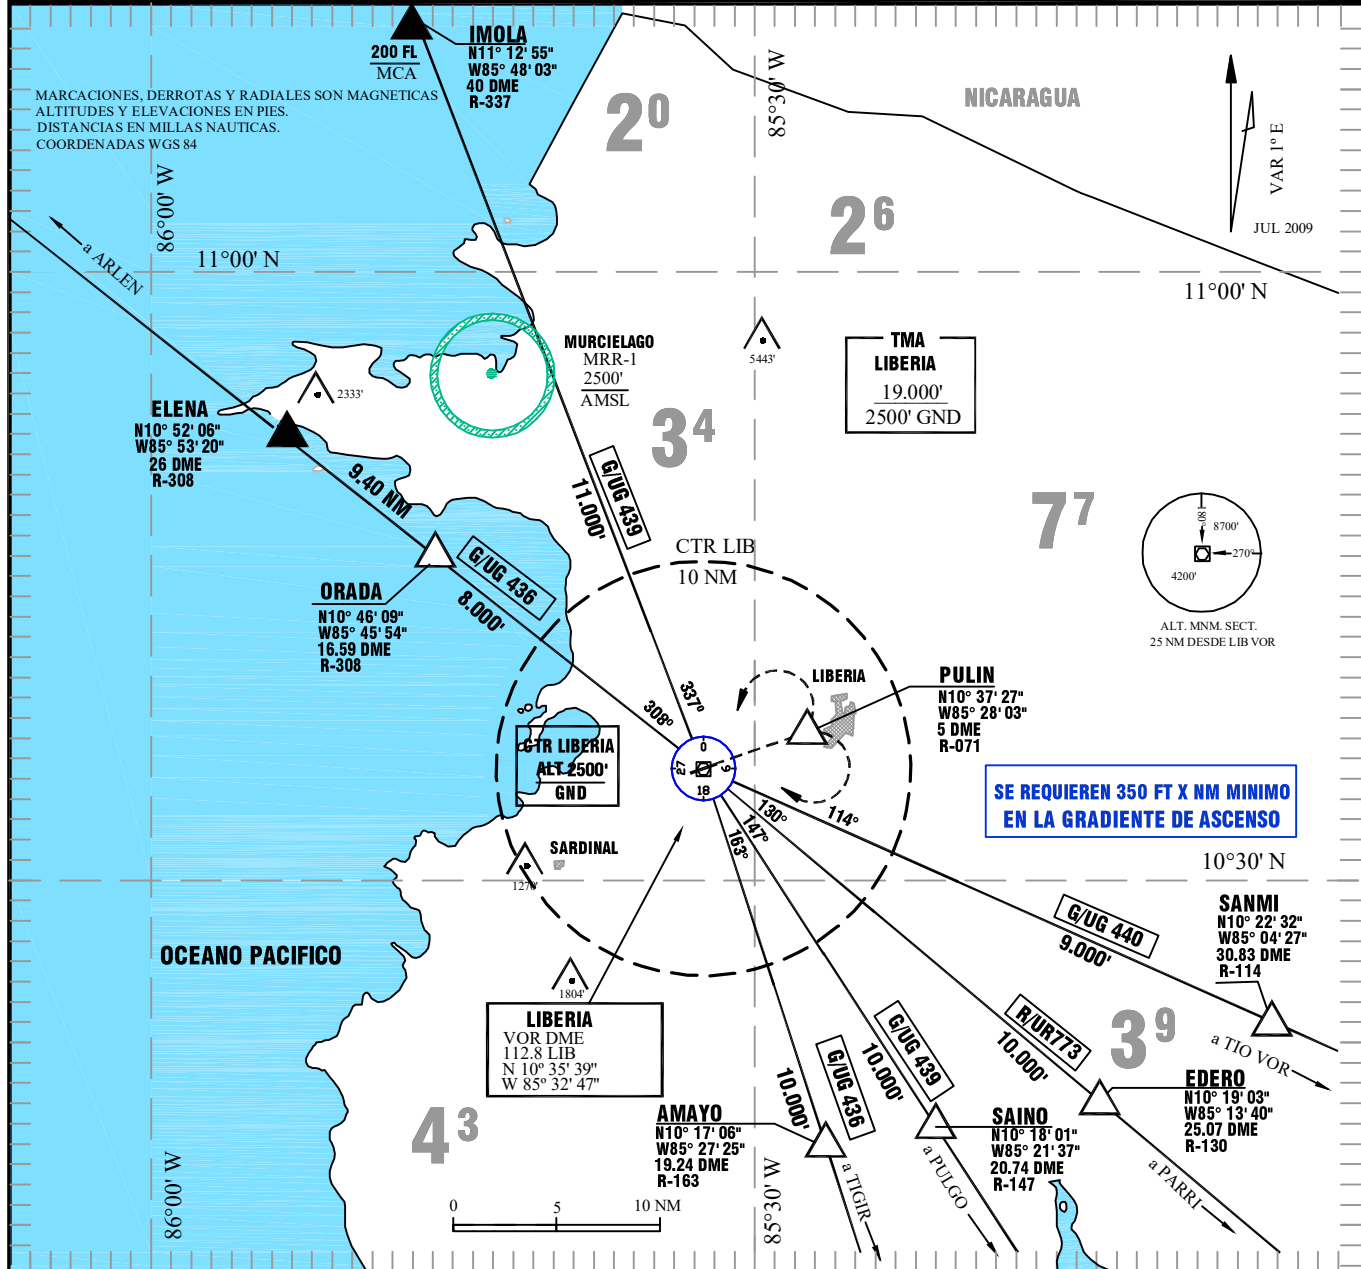 IMOLA
N11° 12' 55"
W85° 48' 03"
40 DME
R-337
200 FL
MCA
MARCACIONES, DERROTAS Y RADIALES SON MAGNETICAS
ALTITUDES Y ELEVACIONES EN PIES.
DISTANCIAS EN MILLAS NAUTICAS.
COORDENADAS WGS 84
2⁰
85°30' W
NICARAGUA
VAR 1º E
JUL 2009
86°00' W
a ARLEN
11°00' N
2⁶
11°00' N
MURCIELAGO
MRR-1
2500'
AMSL
5443'
TMA
LIBERIA
19.000'
2500' GND
2333'
ELENA
N10° 52' 06"
W85° 53' 20"
26 DME
R-308
3⁴
9.40 NM
G/UG 439
11.000'
7⁷
180º
8700'
270º
4200'
ALT. MNM. SECT.
25 NM DESDE LIB VOR
CTR LIB
10 NM
G/UG 436
8.000'
ORADA
N10° 46' 09"
W85° 45' 54"
16.59 DME
R-308
337º
308º
LIBERIA
PULIN
N10° 37' 27"
W85° 28' 03"
5 DME
R-071
CTR LIBERIA
ALT 2500'
GND
0
9
18
27
SE REQUIEREN 350 FT X NM MINIMO
EN LA GRADIENTE DE ASCENSO
114°
130°
147°
163°
SARDINAL
1270'
10°30' N
SANMI
N10° 22' 32"
W85° 04' 27"
30.83 DME
R-114
G/UG 440
9.000'
OCEANO PACIFICO
1804'
LIBERIA
VOR DME
112.8 LIB
N 10º 35' 39"
W 85º 32' 47"
R/UR773
10.000'
3⁹
a TIO VOR
G/UG 439
10.000'
G/UG 436
10.000'
EDERO
N10° 19' 03"
W85° 13' 40"
25.07 DME
R-130
4³
AMAYO
N10° 17' 06"
W85° 27' 25"
19.24 DME
R-163
SAINO
N10° 18' 01"
W85° 21' 37"
20.74 DME
R-147
a TIGIR
a PULGO
a PARRI
86°00' W
85°30' W
0 5 10 NM